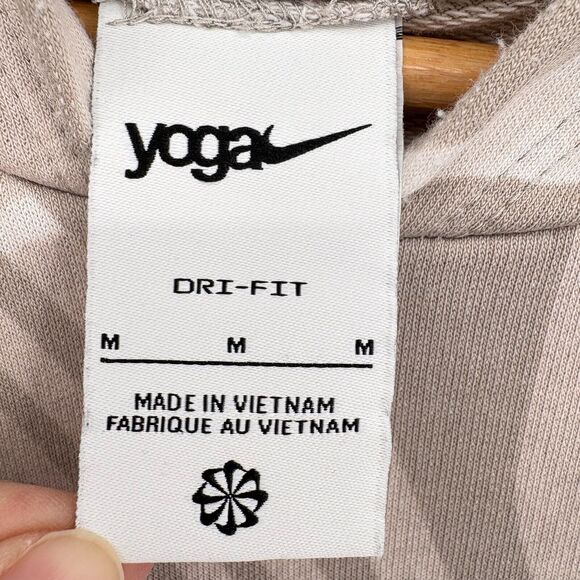 yoga
DRI-FIT
M M M
MADE IN VIETNAM
FABRIQUE AU VIETNAM